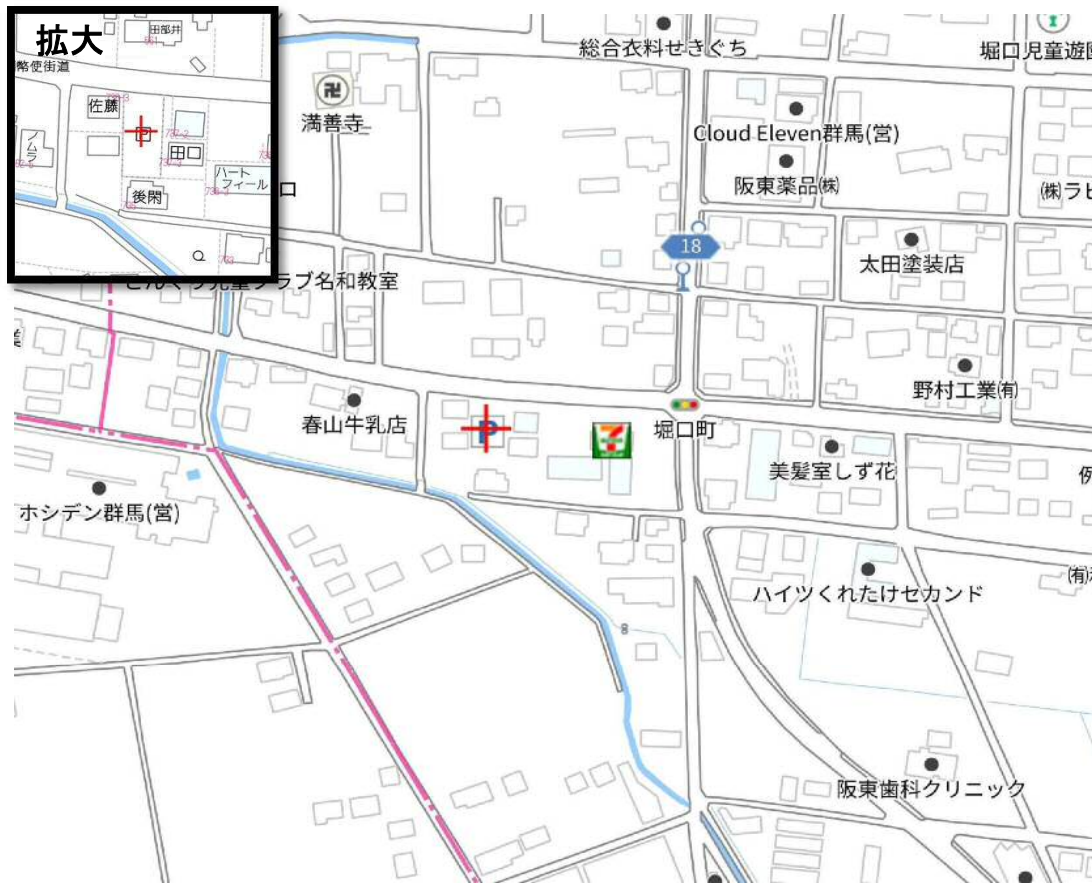 拡大
田部井
幣使街道
佐藤
ノムラ
P
田
ハート
フィール
後閑
満善寺
総合衣料せきぐち
堀口児童遊
Cloud Eleven群馬(営)
阪東薬品㈱
㈱ラビ
18
太田塗装店
クラブ名和教室
野村工業㈲
春山牛乳店
P
7
堀口町
美髪室しず花
ホシデン群馬(営)
ハイツくれたけセカンド
㈲
阪東歯科クリニック